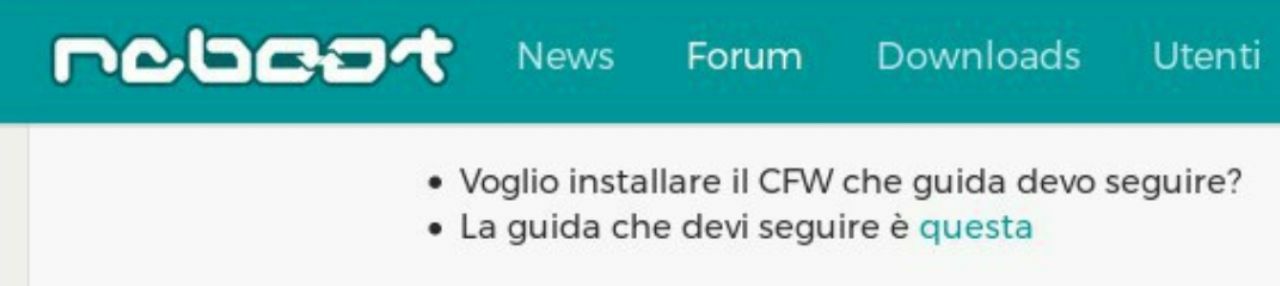 reboot News Forum Downloads Utenti
• Voglio installare il CFW che guida devo seguire?
• La guida che devi seguire è questa